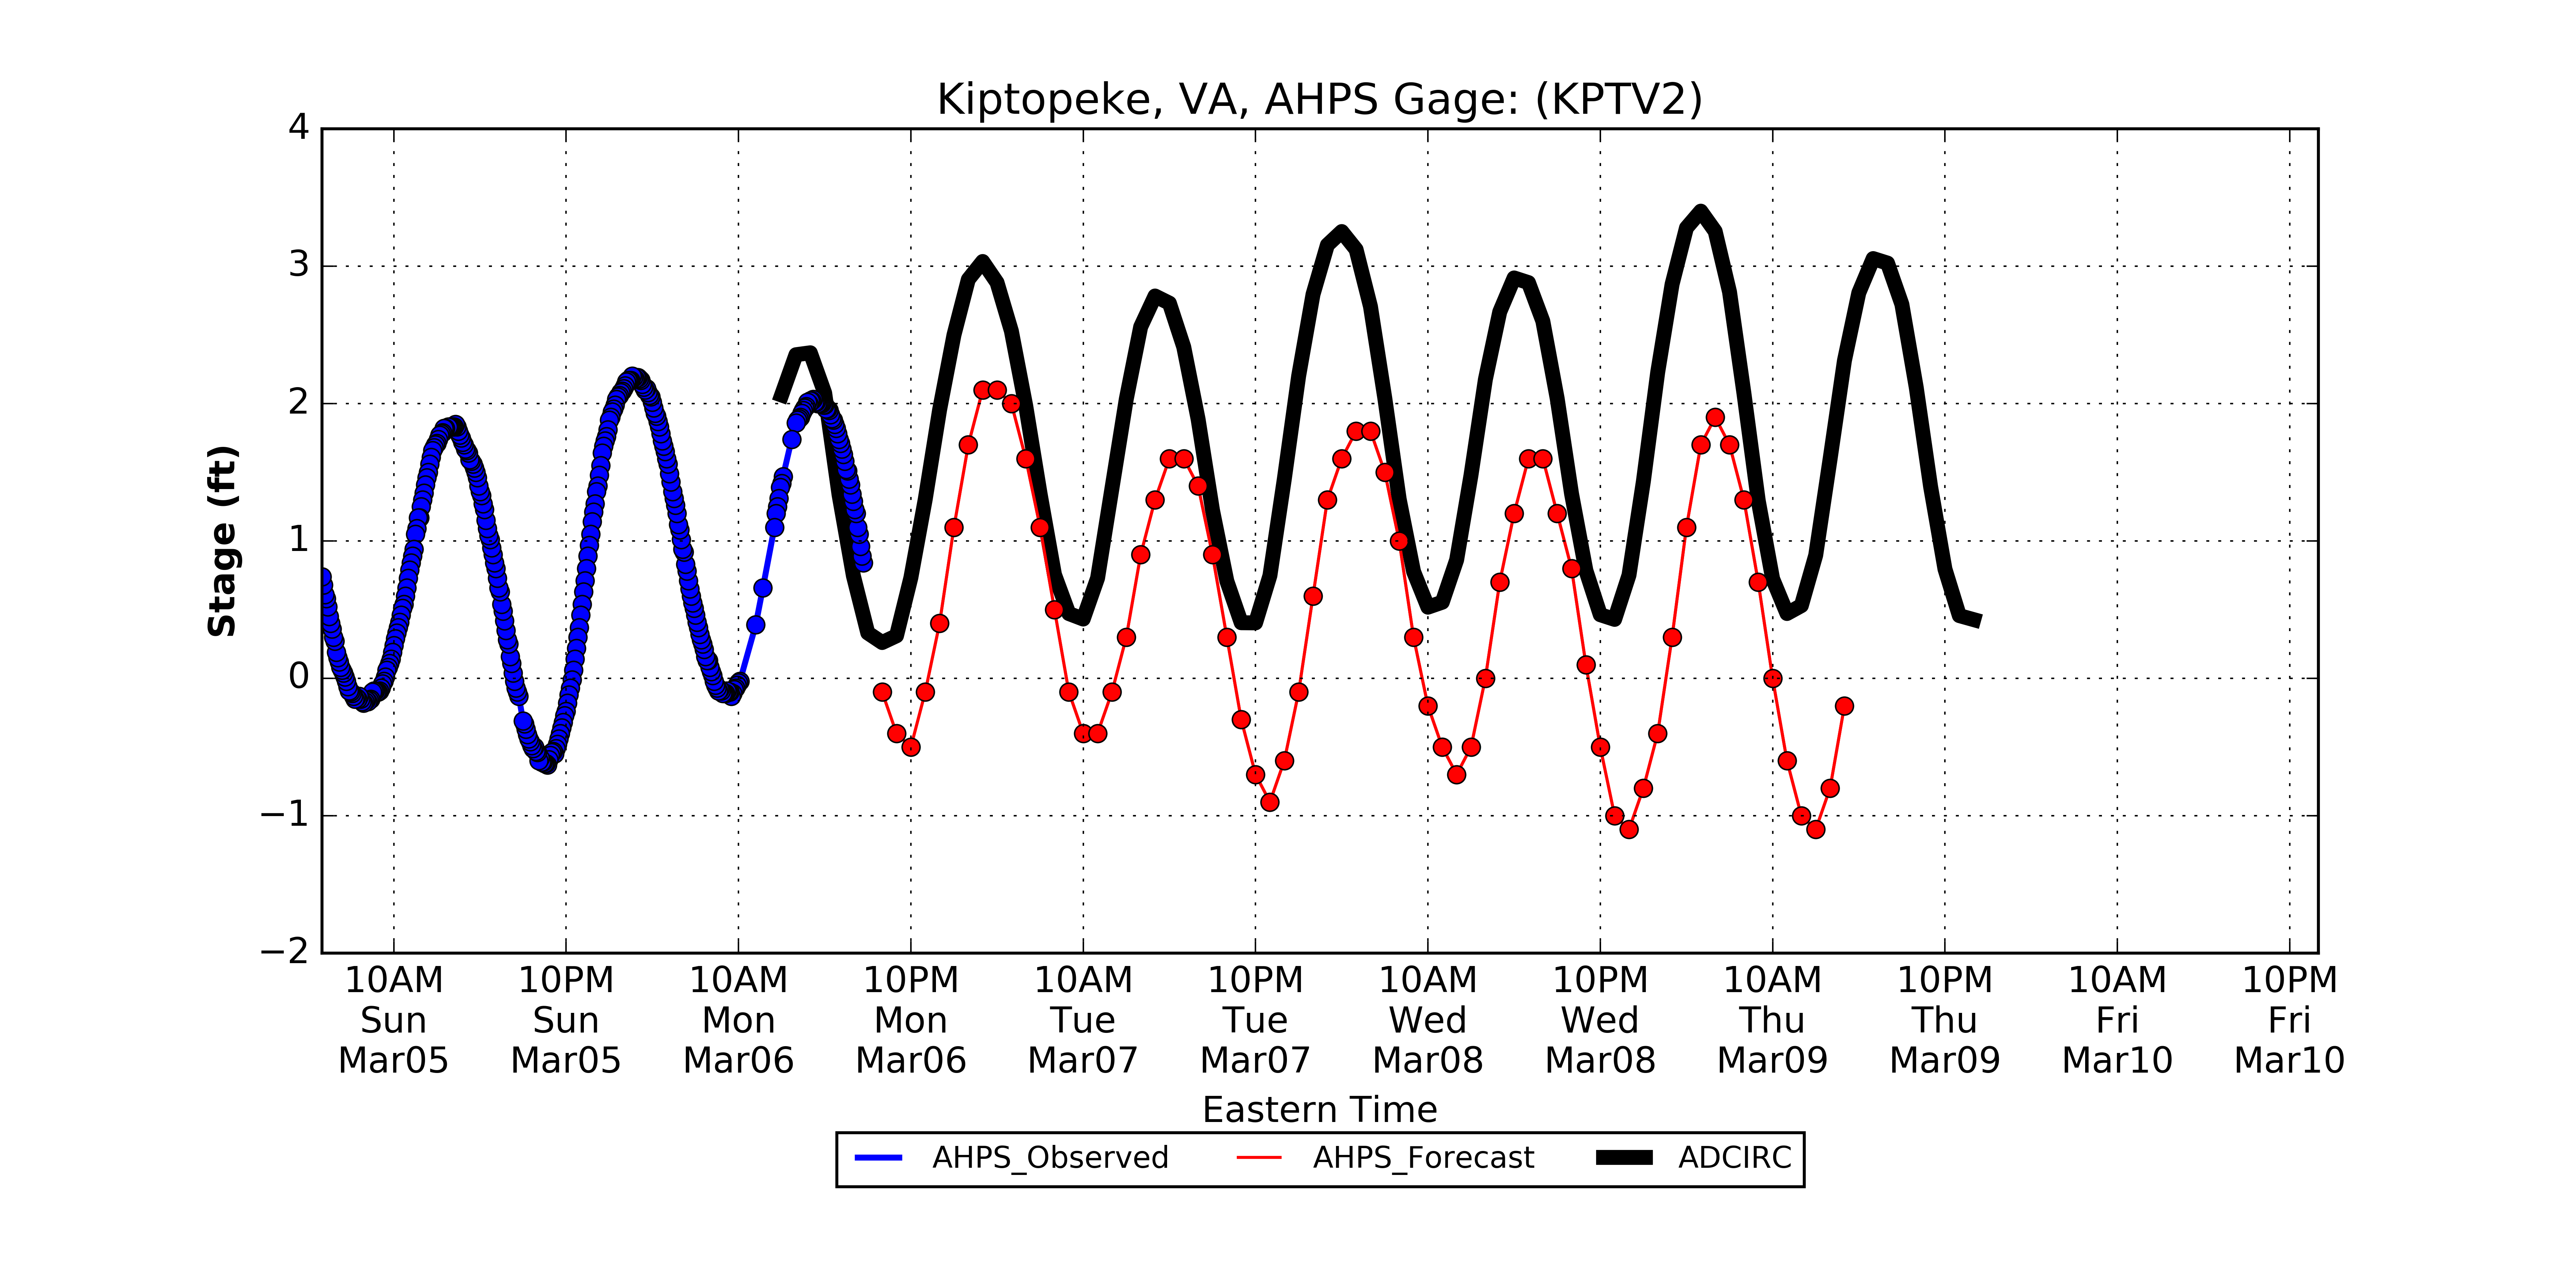 Kiptopeke, VA, AHPS Gage: (KPTV2)
4
3
2
1
0
−1
−2
Stage (ft)
10AM 10PM 10AM 10PM 10AM 10PM 10AM 10PM 10AM 10PM 10AM 10PM
Sun Sun Mon Mon Tue Tue Wed Wed Thu Thu Fri Fri
Mar05 Mar05 Mar06 Mar06 Mar07 Mar07 Mar08 Mar08 Mar09 Mar09 Mar10 Mar10
Eastern Time
AHPS_Observed AHPS_Forecast ADCIRC